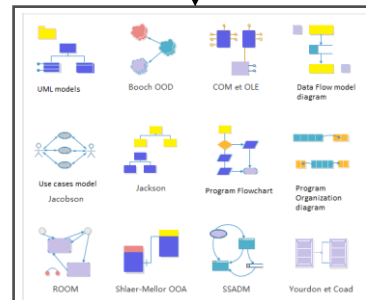 UML models
Booch OOD
COM et OLE
Data Flow model
diagram
Use cases model
Jacobson
Jackson
Program Flowchart
Program
Organization
diagram
ROOM
Shlaer-Mellor OOA
SSADM
Yourdon et Coad